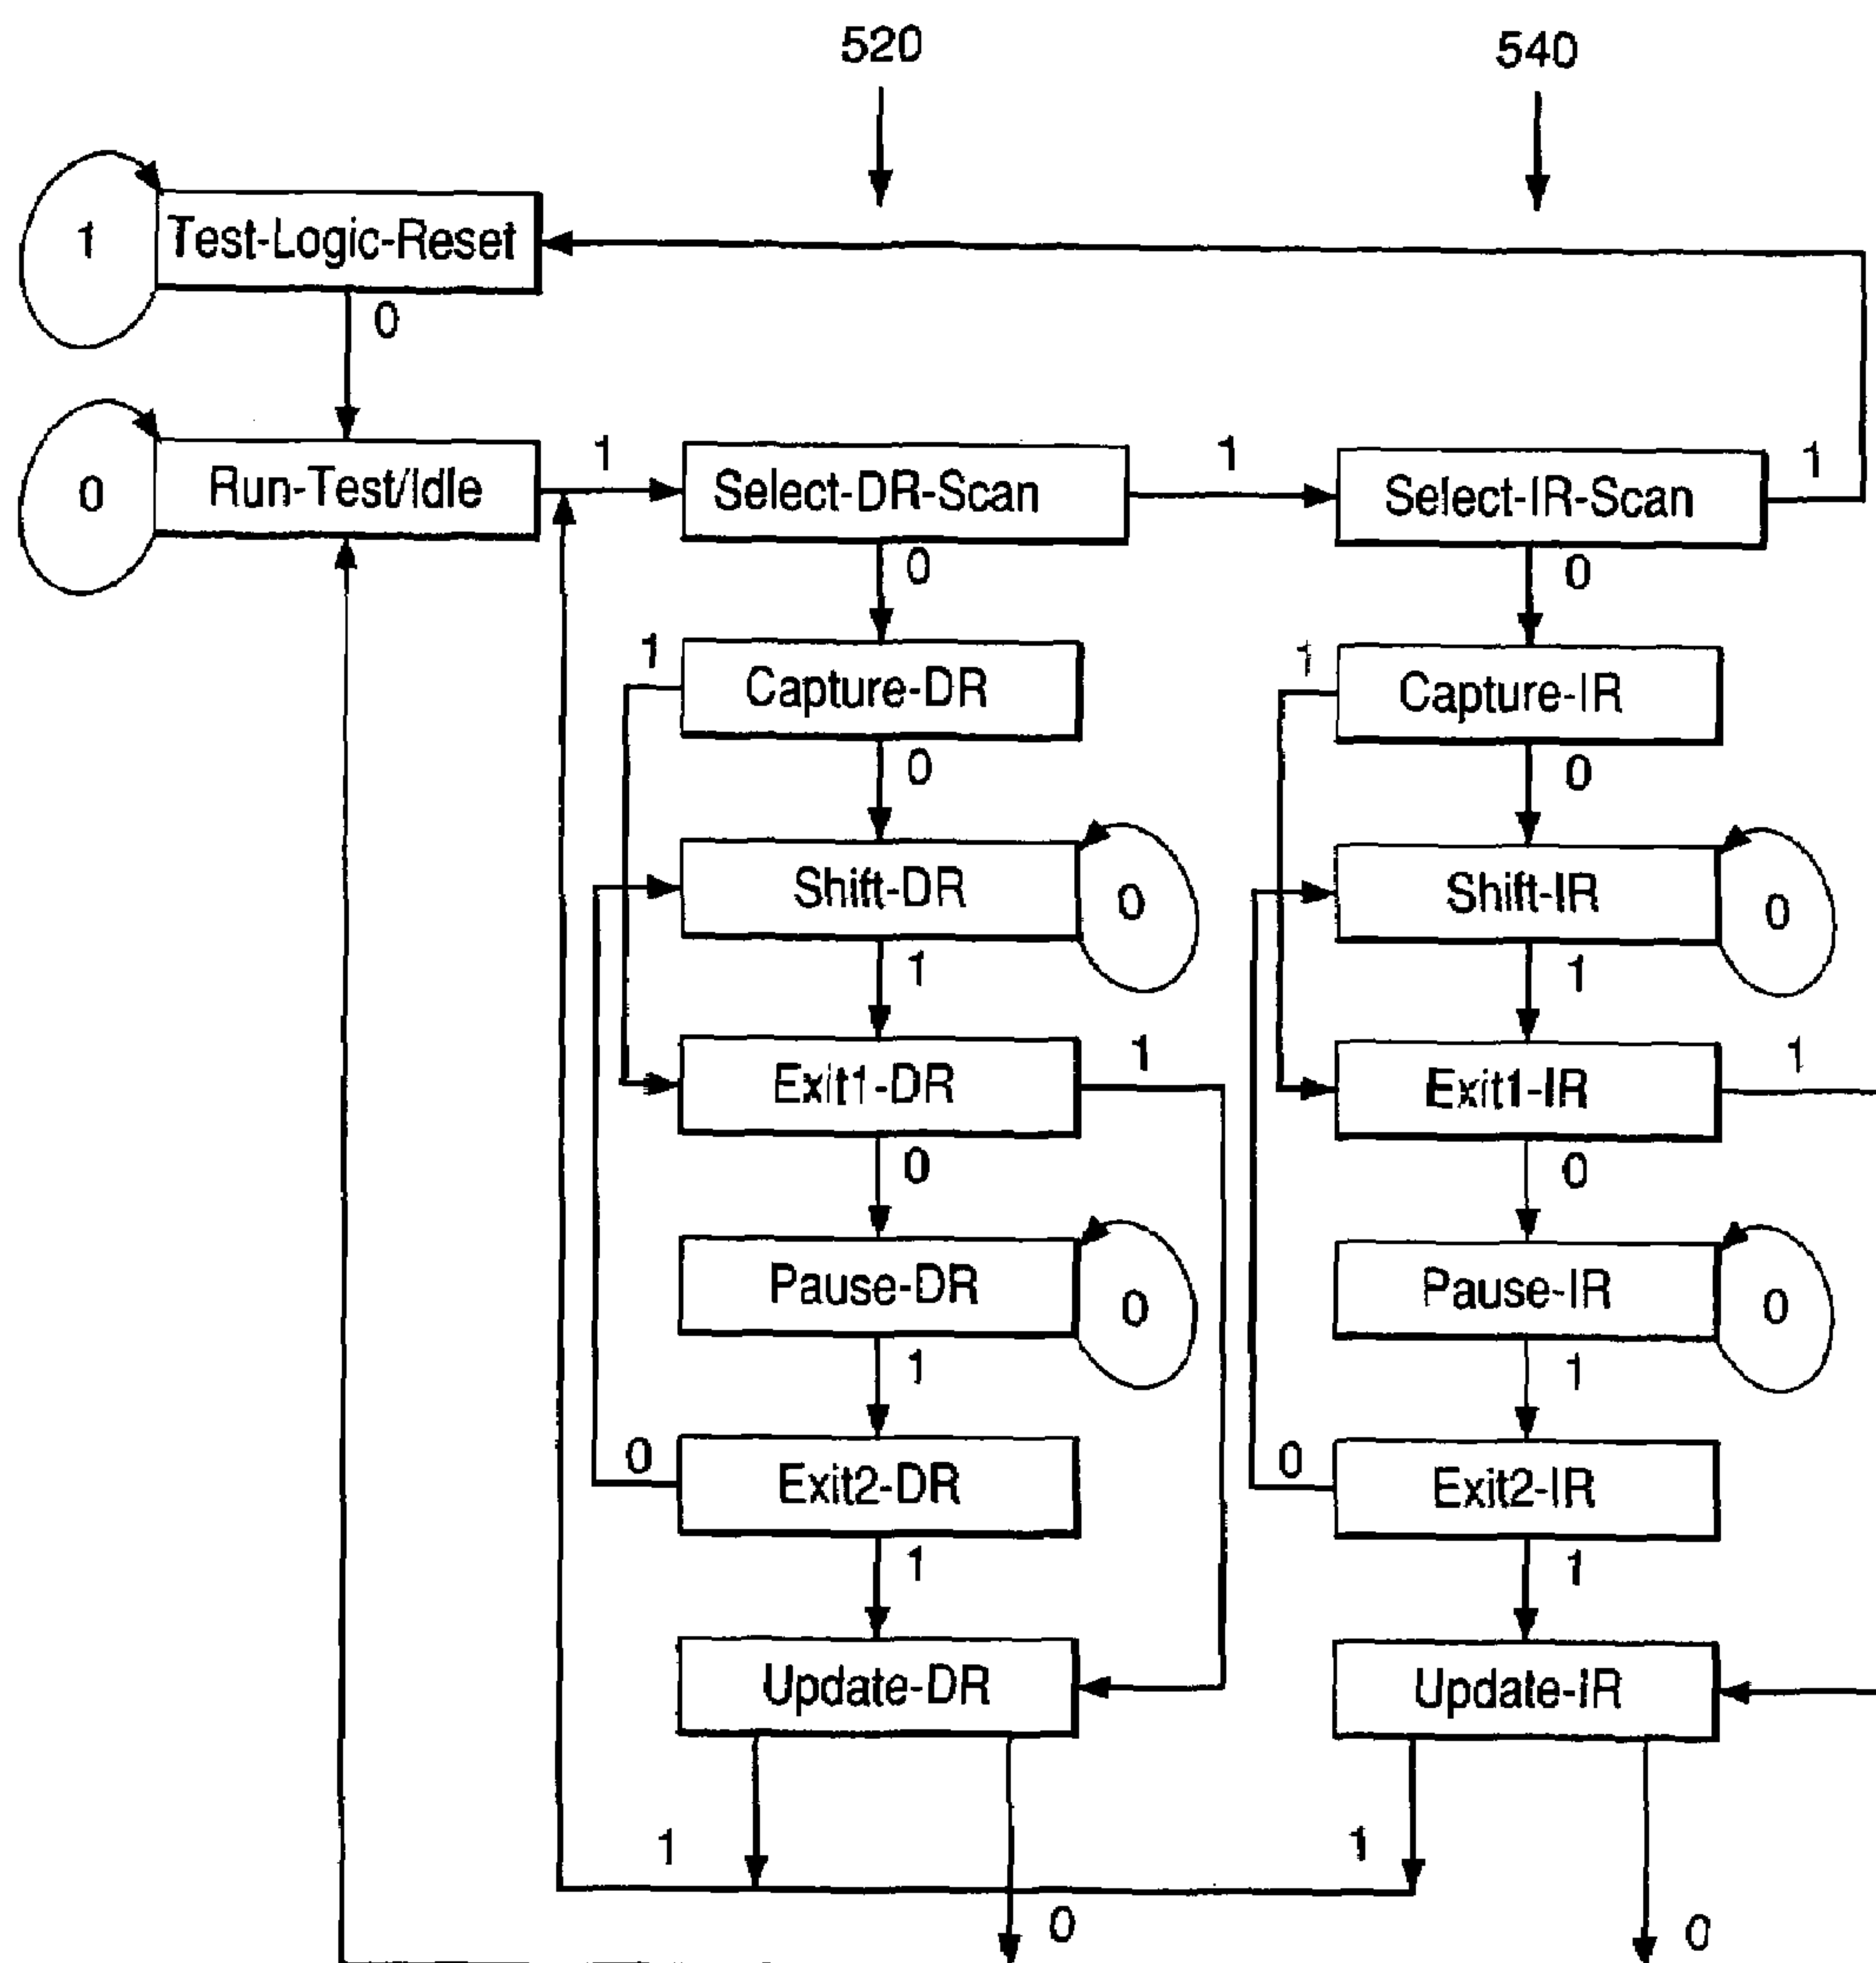 520
540
1
Test-Logic-Reset
0
0
Run-Test/Idle
1
Select-DR-Scan
1
Select-IR-Scan
1
0
0
1
Capture-DR
1
Capture-IR
0
0
Shift-DR
0
Shift-IR
0
1
1
Exit1-DR
1
Exit1-IR
1
0
0
Pause-DR
0
Pause-IR
0
1
1
0
Exit2-DR
0
Exit2-IR
1
1
Update-DR
Update-IR
1
1
0
0